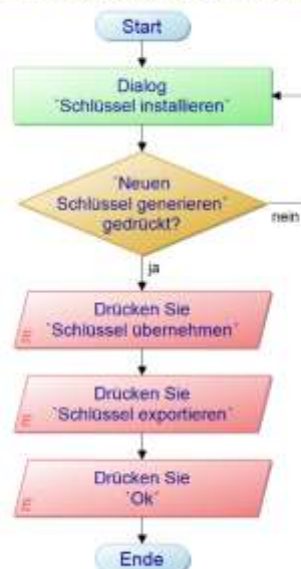 Start
Dialog
`Schlüssel installieren´
`Neuen
Schlüssel generieren´
gedrückt?
nein
ja
Drücken Sie
`Schlüssel übernehmen´
Drücken Sie
`Schlüssel exportieren´
Drücken Sie
`Ok´
Ende